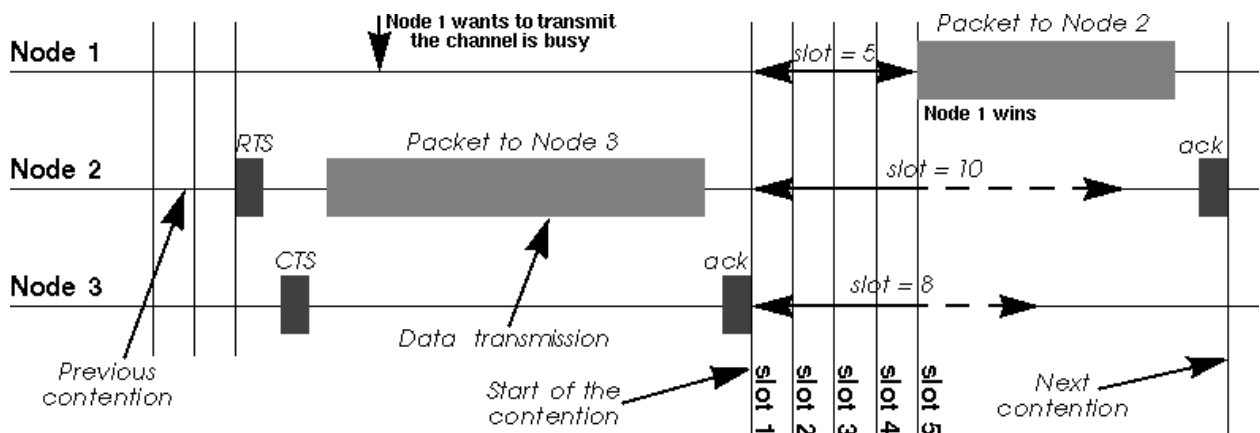 Node 1 wants to transmit
the channel is busy
Packet to Node 2
Node 1
slot = 5
Node 1 wins
RTS
Packet to Node 3
ack
Node 2
slot = 10
CTS
ack
Node 3
slot = 8
Data transmission
Previous
contention
Start of the
contention
slot 1
slot 2
slot 3
slot 4
slot 5
Next
contention